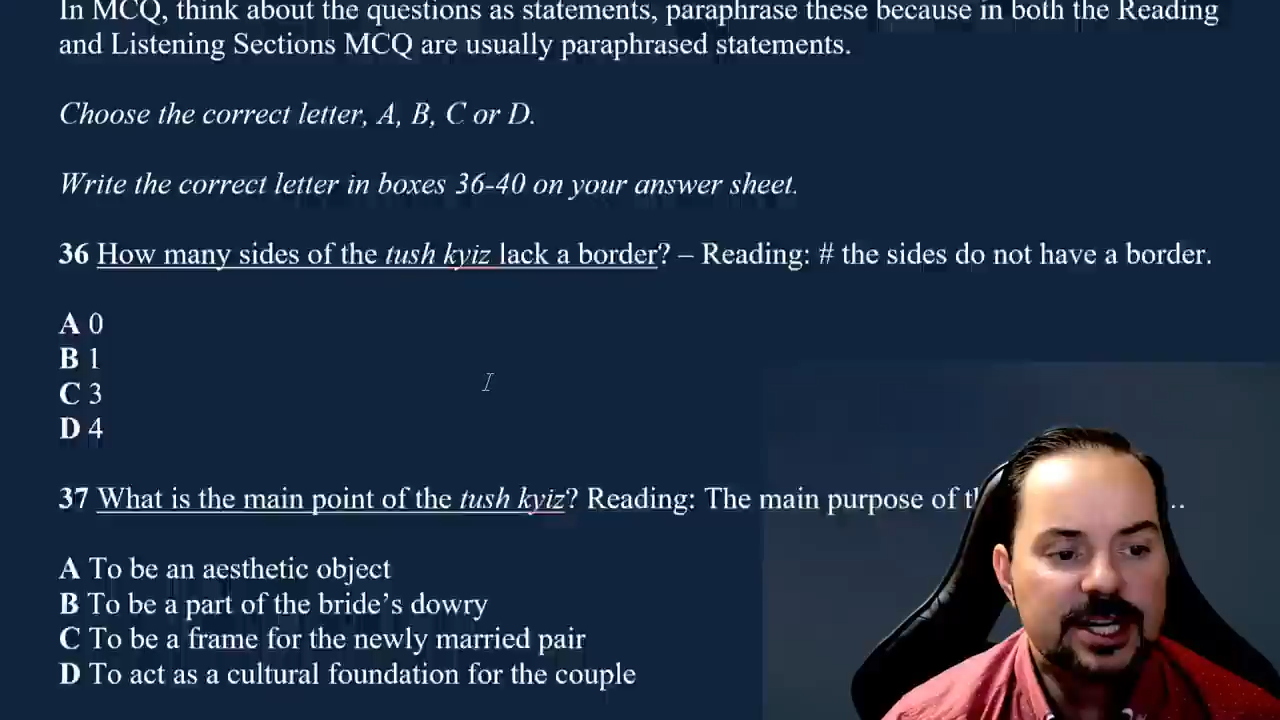 In MCQ, think about the questions as statements, paraphrase these because in both the Reading
and Listening Sections MCQ are usually paraphrased statements.
Choose the correct letter, A, B, C or D.
Write the correct letter in boxes 36-40 on your answer sheet.
36 How many sides of the tush kyiz lack a border? – Reading: # the sides do not have a border.
A 0
B 1
C 3
D 4
37 What is the main point of the tush kyiz? Reading: The main purpose of ..
A To be an aesthetic object
B To be a part of the bride’s dowry
C To be a frame for the newly married pair
D To act as a cultural foundation for the couple